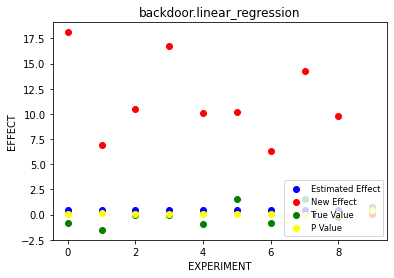 backdoor.linear_regression
EFFECT
17.5
15.0
12.5
10.0
7.5
5.0
2.5
0.0
−2.5
Estimated Effect
New Effect
True Value
P Value
0 2 4 6 8
EXPERIMENT